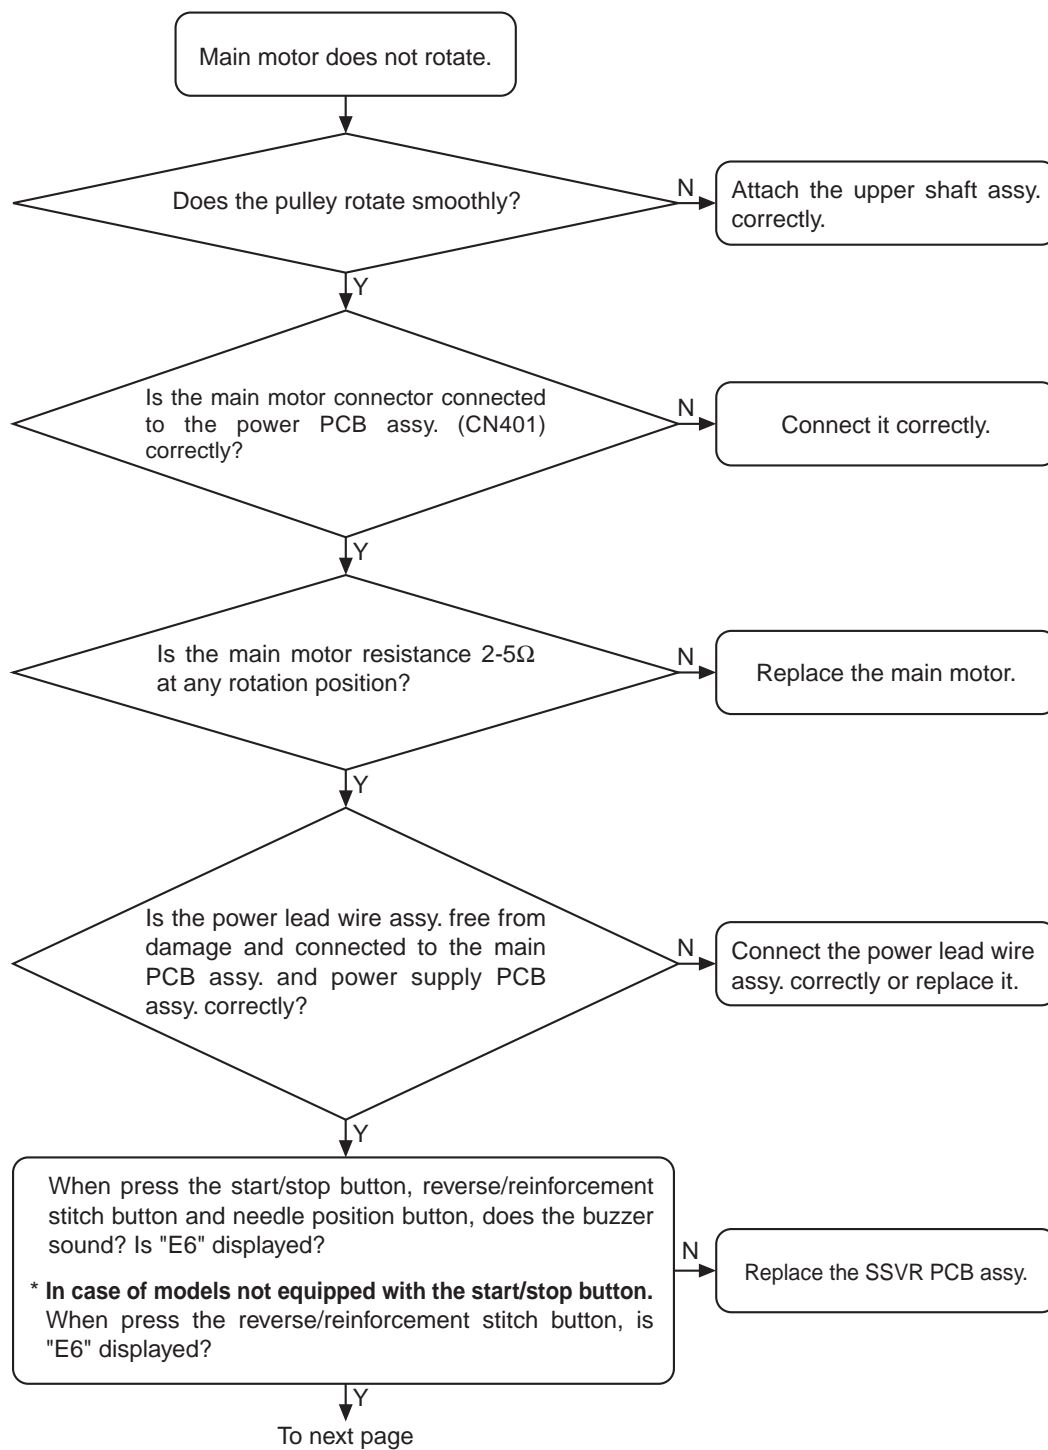 Main motor does not rotate.
Does the pulley rotate smoothly?
N
Attach the upper shaft assy.
correctly.
Y
Is the main motor connector connected
to the power PCB assy. (CN401)
correctly?
N
Connect it correctly.
Y
Is the main motor resistance 2-5Ω
at any rotation position?
N
Replace the main motor.
Y
Is the power lead wire assy. free from
damage and connected to the main
PCB assy. and power supply PCB
assy. correctly?
N
Connect the power lead wire
assy. correctly or replace it.
Y
When press the start/stop button, reverse/reinforcement
stitch button and needle position button, does the buzzer
sound? Is "E6" displayed?
* In case of models not equipped with the start/stop button.
When press the reverse/reinforcement stitch button, is
"E6" displayed?
N
Replace the SSVR PCB assy.
Y
To next page